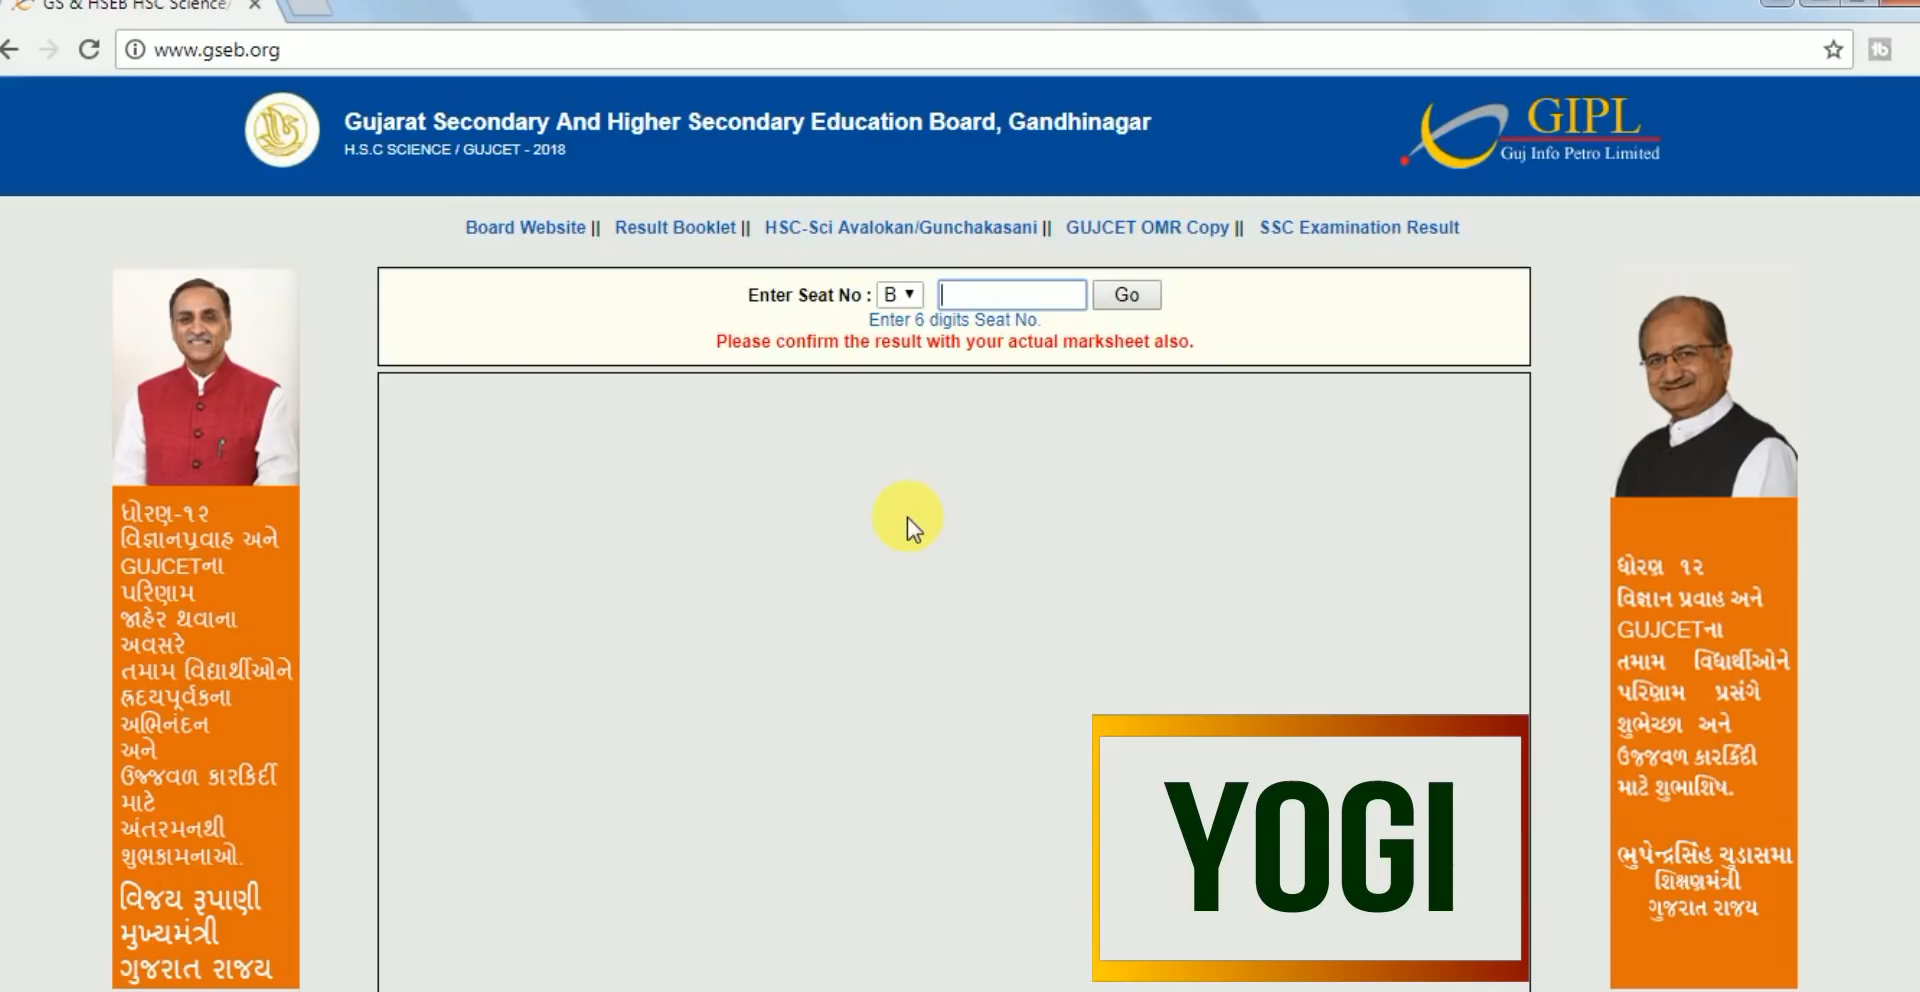 GS & HSEB HSC Science/
www.gseb.org
Gujarat Secondary And Higher Secondary Education Board, Gandhinagar
H.S.C SCIENCE / GUJCET - 2018
GIPL
Guj Info Petro Limited
Board Website || Result Booklet || HSC-Sci Avalokan/Gunchakasani || GUJCET OMR Copy || SSC Examination Result
Enter Seat No : B Go
Enter 6 digits Seat No.
Please confirm the result with your actual marksheet also.
ધોરણ-૧૨
વિજ્ઞાનપ્રવાહ અને
GUJCETના
પરિણામ
જાહેર થવાના
અવસરે
તમામ વિદ્યાર્થીઓને
હ્રદયપૂર્વકના
અભિનંદન
અને
ઉજ્જવળ કારકિર્દી
માટે
અંતરમનથી
શુભકામનાઓ.
વિજય રૂપાણી
મુખ્યમંત્રી
ગુજરાત રાજય
ધોરણ ૧૨
વિજ્ઞાન પ્રવાહ અને
GUJCETના
તમામ વિદ્યાર્થીઓને
પરિણામ પ્રસંગે
શુભેચ્છા અને
ઉજ્જવળ કારકિર્દી
માટે શુભાશિષ.
ભુપેન્દ્રસિંહ ચુડાસમા
શિક્ષણમંત્રી
ગુજરાત રાજય
YOGI